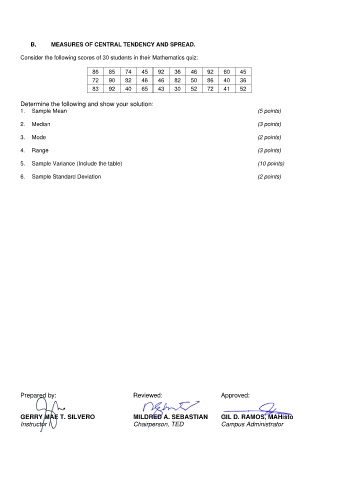 B. MEASURES OF CENTRAL TENDENCY AND SPREAD.
Consider the following scores of 30 students in their Mathematics quiz:
86 85 74 45 92 36 46 92 60 45
72 90 82 46 46 82 50 86 40 36
83 92 40 65 43 30 52 72 41 52
Determine the following and show your solution:
1. Sample Mean (5 points)
2. Median (3 points)
3. Mode (2 points)
4. Range (3 points)
5. Sample Variance (Include the table) (10 points)
6. Sample Standard Deviation (2 points)
Prepared by: Reviewed: Approved:
GERRY MAE T. SILVERO MILDRED A. SEBASTIAN GIL D. RAMOS, MAHisto
Instructor Chairperson, TED Campus Administrator